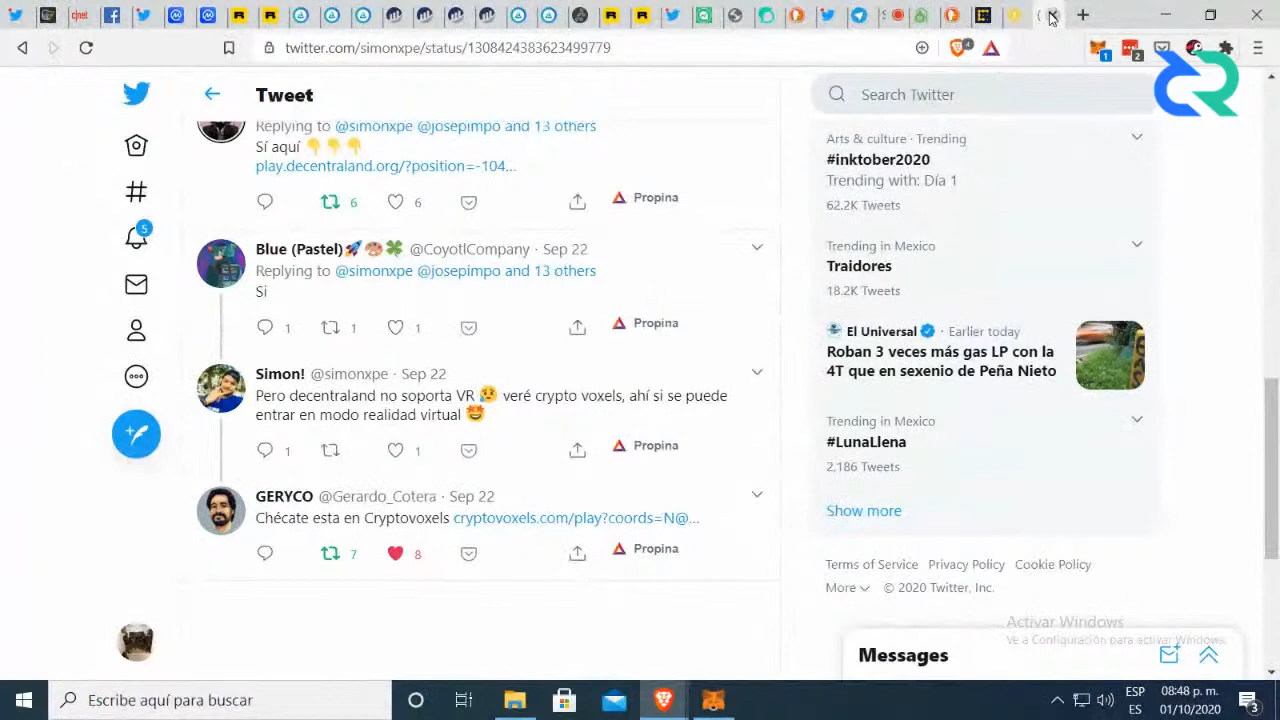 twitter.com/simonxpe/status/1308424383623499779
4
1
2
Tweet
Search Twitter
Replying to @simonxpe @josepimpo and 13 others
Sí aquí 👇👇👇
play.decentraland.org/?position=-104...
6 6 Propina
Blue (Pastel)🚀🎨🍀 @CoyotlCompany · Sep 22
Replying to @simonxpe @josepimpo and 13 others
Si
1 1 1 Propina
Simon! @simonxpe · Sep 22
Pero decentraland no soporta VR 😥 veré crypto voxels, ahí si se puede
entrar en modo realidad virtual 🤩
1 1 Propina
GERYCO @Gerardo_Cotera · Sep 22
Chécate esta en Cryptovoxels cryptovoxels.com/play?coords=N@...
7 8 Propina
5
Arts & culture · Trending
#inktober2020
Trending with: Día 1
62.2K Tweets
Trending in Mexico
Traidores
18.2K Tweets
El Universal · Earlier today
Roban 3 veces más gas LP con la
4T que en sexenio de Peña Nieto
Trending in Mexico
#LunaLlena
2,186 Tweets
Show more
Terms of Service Privacy Policy Cookie Policy
More © 2020 Twitter, Inc.
Activar Windows
Ve a Configuración para activar Windows.
Messages
Escribe aquí para buscar
ESP
ES
08:48 p. m.
01/10/2020
3